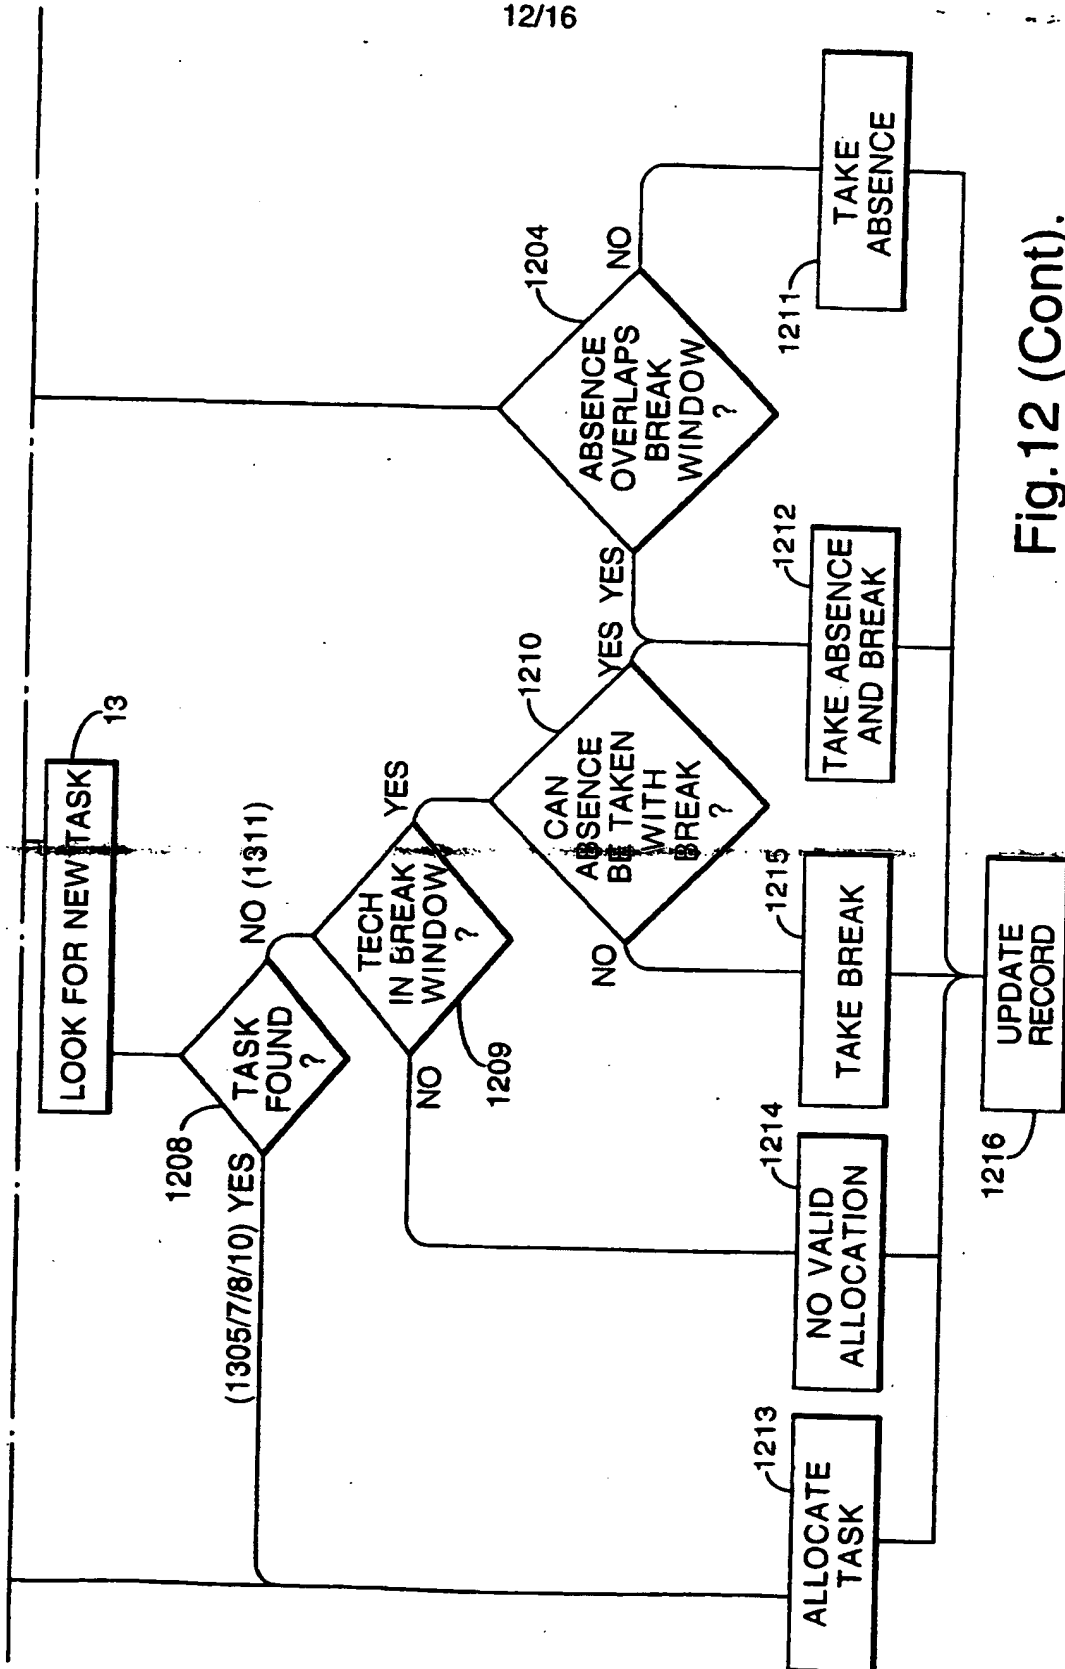 12/16
LOOK FOR NEW TASK
13
1208
TASK
FOUND
?
(1305/7/8/10) YES
NO (1311)
TECH
IN BREAK
WINDOW
?
1209
YES
NO
CAN
ABSENCE
BE TAKEN
WITH
BREAK
?
1210
YES
NO
ABSENCE
OVERLAPS
BREAK
WINDOW
?
1204
YES
NO
ALLOCATE
TASK
1213
NO VALID
ALLOCATION
1214
TAKE BREAK
1215
TAKE ABSENCE
AND BREAK
1212
TAKE
ABSENCE
1211
UPDATE
RECORD
1216
Fig.12 (Cont).